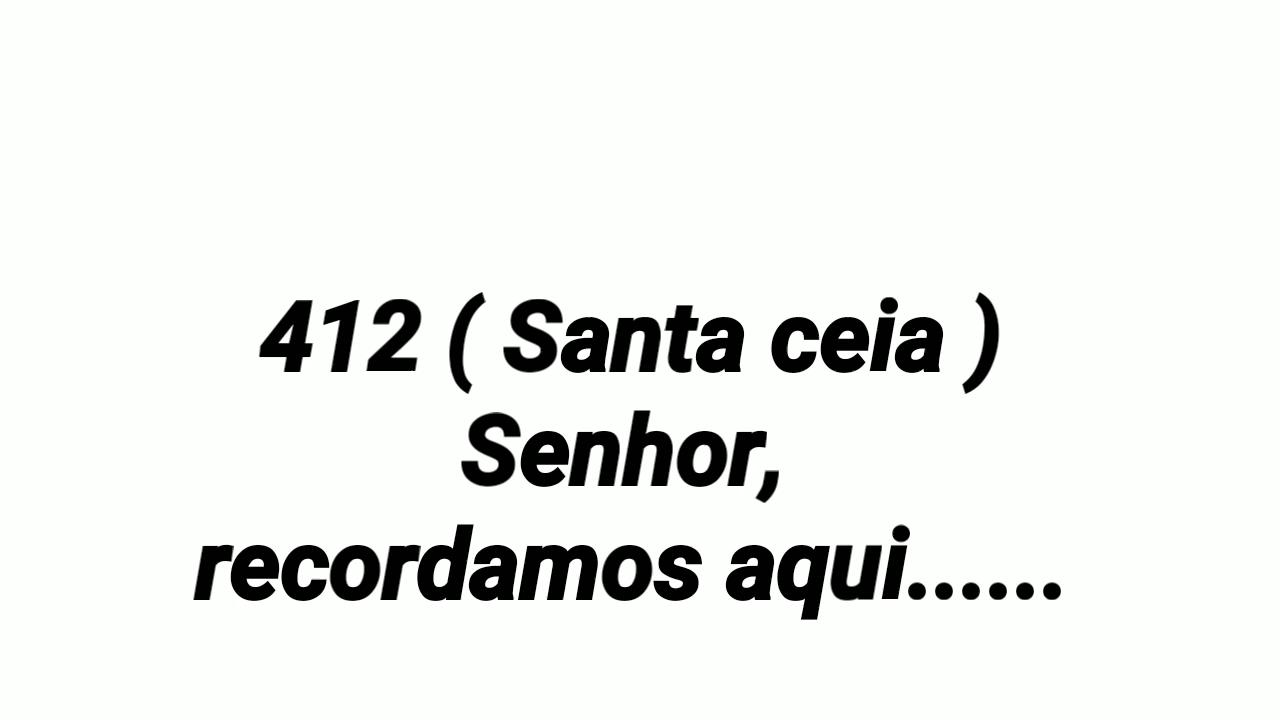 412 ( Santa ceia )
Senhor,
recordamos aqui......